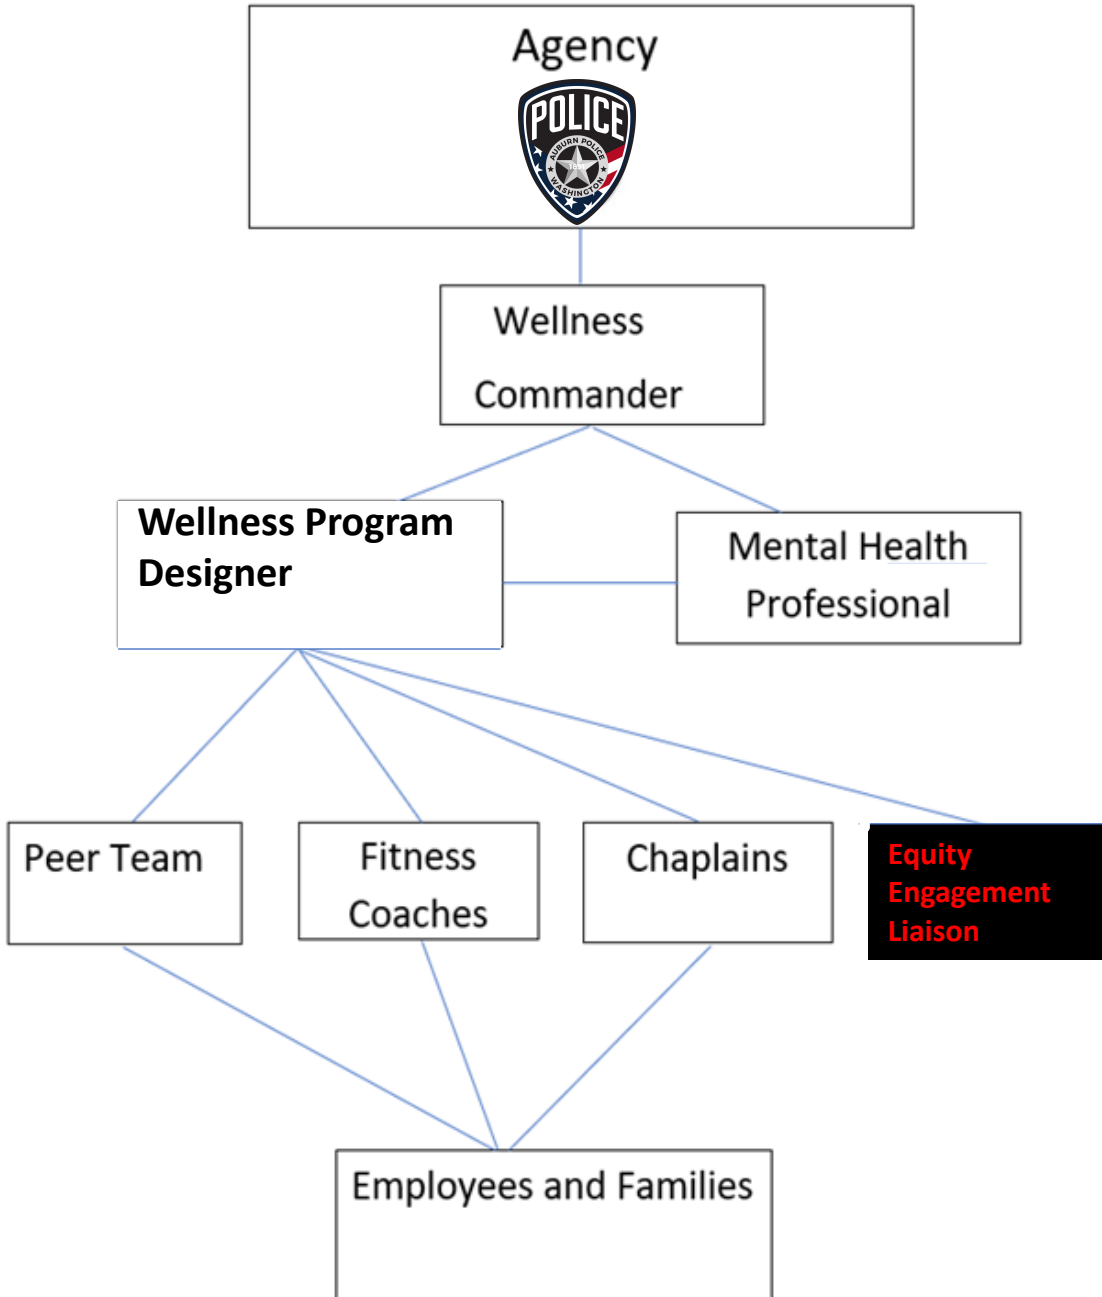 Agency
POLICE
AUBURN POLICE
1891
WASHINGTON
Wellness
Commander
Wellness Program
Designer
Mental Health
Professional
Peer Team
Fitness
Coaches
Chaplains
Equity
Engagement
Liaison
Employees and Families